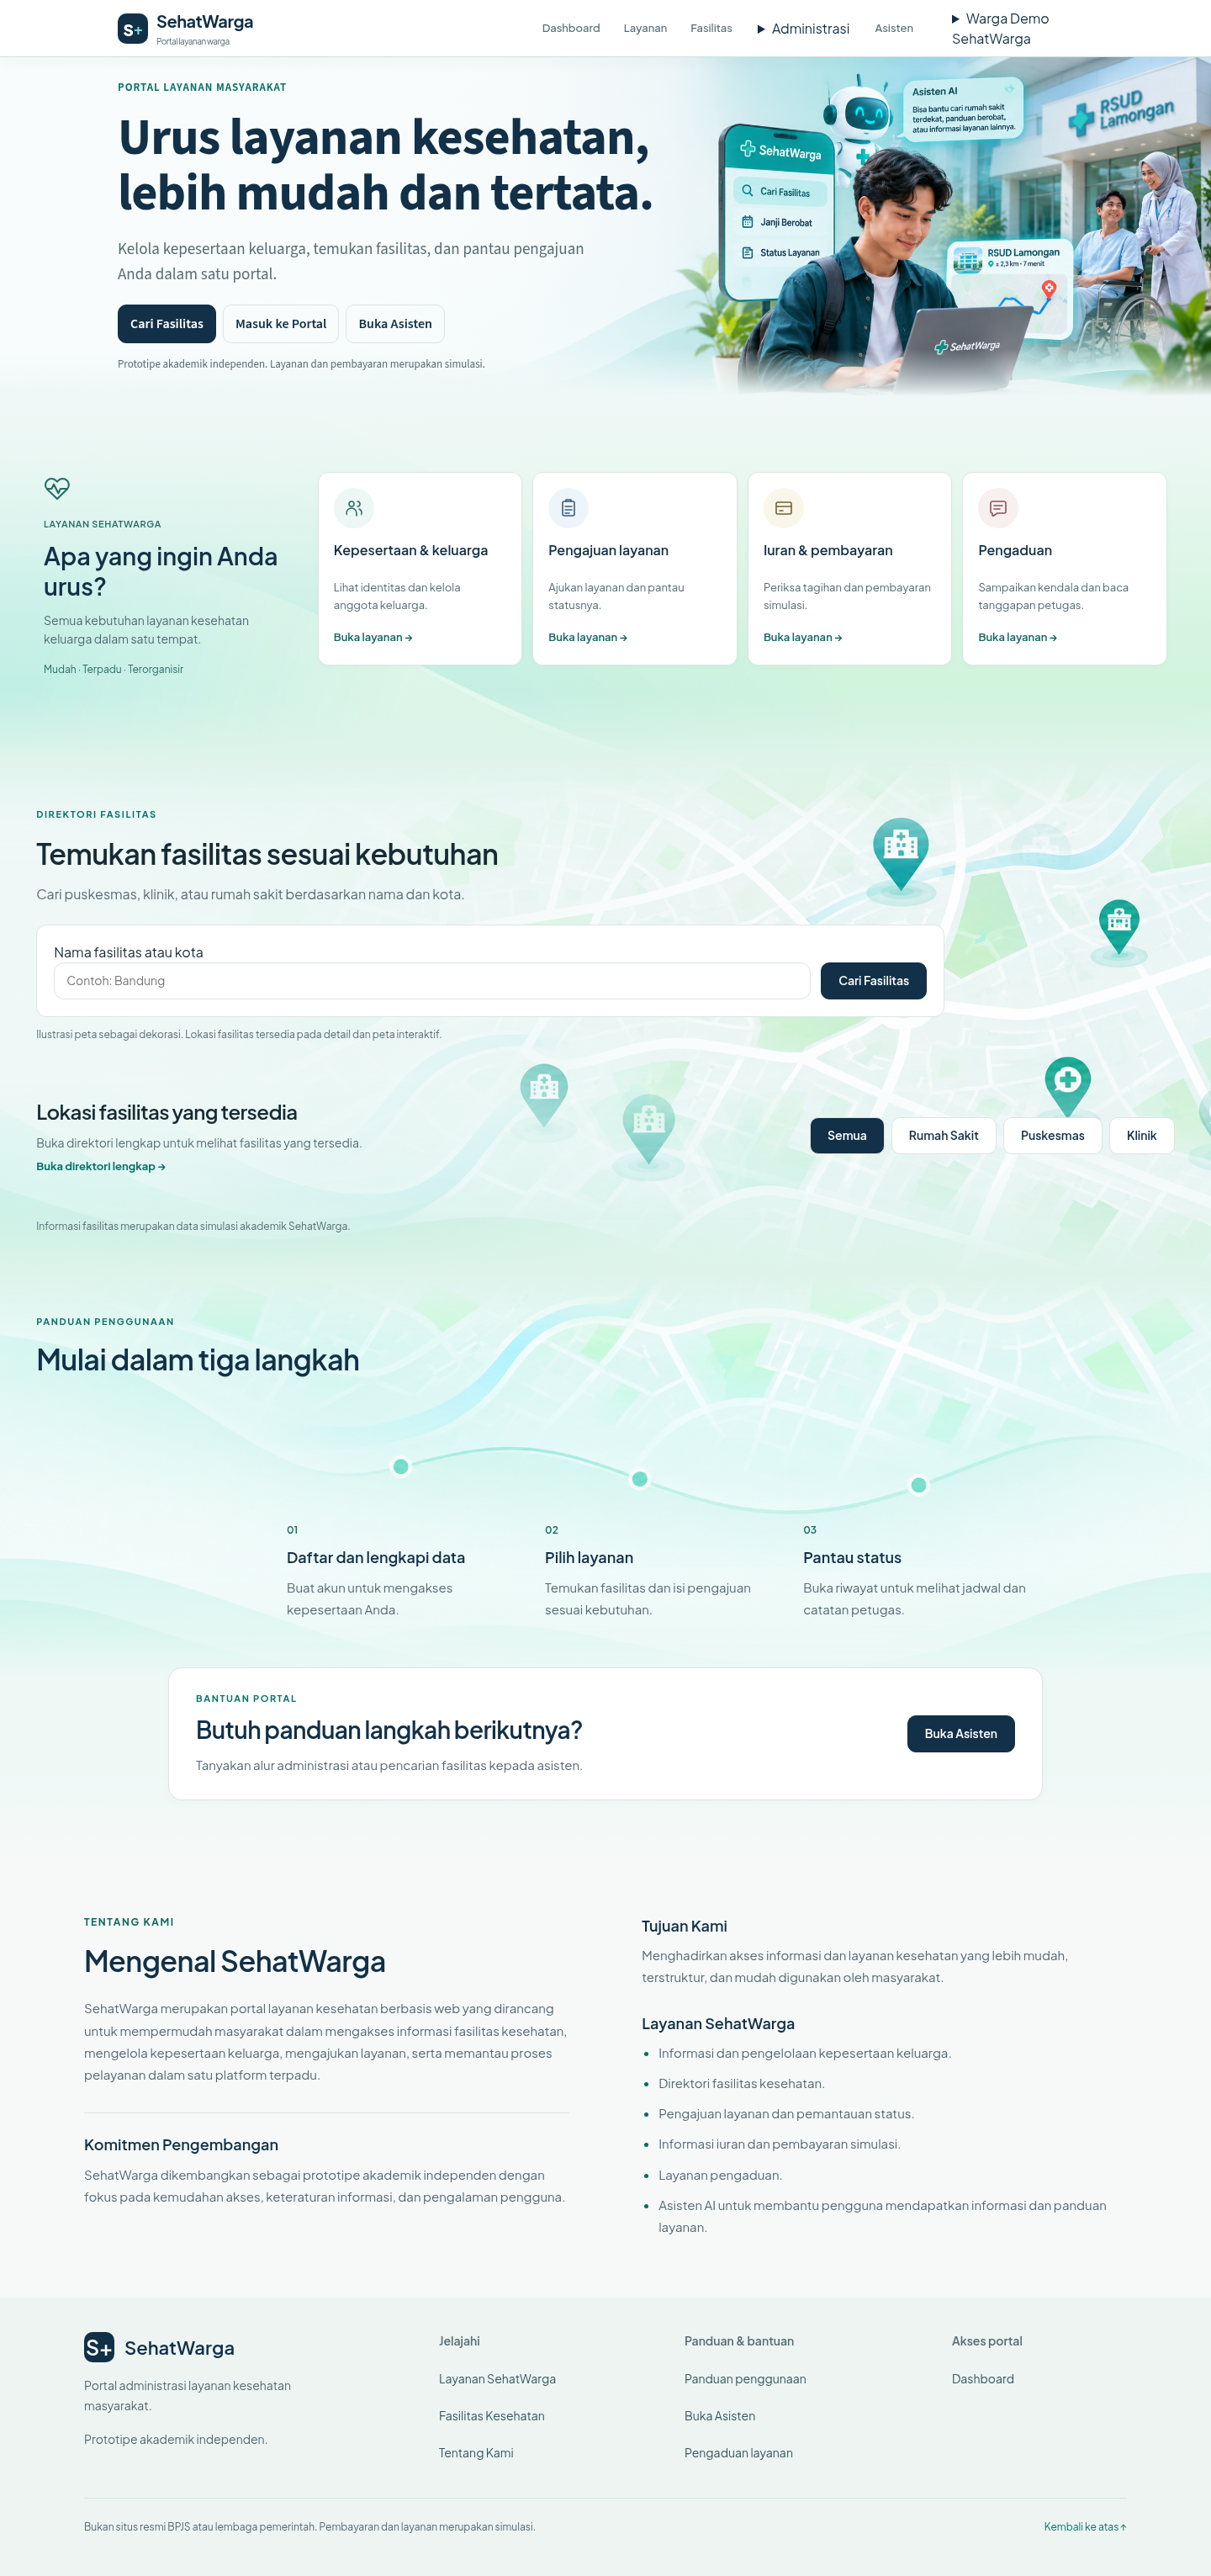 S+ SehatWarga
Portal layanan warga
Dashboard
Layanan
Fasilitas
Administrasi
Asisten
Warga Demo
SehatWarga
PORTAL LAYANAN MASYARAKAT
Urus layanan kesehatan,
lebih mudah dan tertata.
Kelola kepesertaan keluarga, temukan fasilitas, dan pantau pengajuan
Anda dalam satu portal.
Cari Fasilitas
Masuk ke Portal
Buka Asisten
Prototipe akademik independen. Layanan dan pembayaran merupakan simulasi.
Asisten AI
Bisa bantu cari rumah sakit
terdekat, panduan berobat,
atau informasi layanan lainnya.
RSUD
Lamongan
SehatWarga
Cari Fasilitas
Janji Berobat
Status Layanan
RSUD Lamongan
± 2,3 km • 7 menit
SehatWarga
LAYANAN SEHATWARGA
Apa yang ingin Anda
urus?
Semua kebutuhan layanan kesehatan
keluarga dalam satu tempat.
Mudah · Terpadu · Terorganisir
Kepesertaan & keluarga
Lihat identitas dan kelola
anggota keluarga.
Buka layanan →
Pengajuan layanan
Ajukan layanan dan pantau
statusnya.
Buka layanan →
Iuran & pembayaran
Periksa tagihan dan pembayaran
simulasi.
Buka layanan →
Pengaduan
Sampaikan kendala dan baca
tanggapan petugas.
Buka layanan →
DIREKTORI FASILITAS
Temukan fasilitas sesuai kebutuhan
Cari puskesmas, klinik, atau rumah sakit berdasarkan nama dan kota.
Nama fasilitas atau kota
Contoh: Bandung
Cari Fasilitas
Ilustrasi peta sebagai dekorasi. Lokasi fasilitas tersedia pada detail dan peta interaktif.
Lokasi fasilitas yang tersedia
Buka direktori lengkap untuk melihat fasilitas yang tersedia.
Buka direktori lengkap →
Semua
Rumah Sakit
Puskesmas
Klinik
Informasi fasilitas merupakan data simulasi akademik SehatWarga.
PANDUAN PENGGUNAAN
Mulai dalam tiga langkah
01
Daftar dan lengkapi data
Buat akun untuk mengakses
kepesertaan Anda.
02
Pilih layanan
Temukan fasilitas dan isi pengajuan
sesuai kebutuhan.
03
Pantau status
Buka riwayat untuk melihat jadwal dan
catatan petugas.
BANTUAN PORTAL
Butuh panduan langkah berikutnya?
Tanyakan alur administrasi atau pencarian fasilitas kepada asisten.
Buka Asisten
TENTANG KAMI
Mengenal SehatWarga
SehatWarga merupakan portal layanan kesehatan berbasis web yang dirancang
untuk mempermudah masyarakat dalam mengakses informasi fasilitas kesehatan,
mengelola kepesertaan keluarga, mengajukan layanan, serta memantau proses
pelayanan dalam satu platform terpadu.
Komitmen Pengembangan
SehatWarga dikembangkan sebagai prototipe akademik independen dengan
fokus pada kemudahan akses, keteraturan informasi, dan pengalaman pengguna.
Tujuan Kami
Menghadirkan akses informasi dan layanan kesehatan yang lebih mudah,
terstruktur, dan mudah digunakan oleh masyarakat.
Layanan SehatWarga
• Informasi dan pengelolaan kepesertaan keluarga.
• Direktori fasilitas kesehatan.
• Pengajuan layanan dan pemantauan status.
• Informasi iuran dan pembayaran simulasi.
• Layanan pengaduan.
• Asisten AI untuk membantu pengguna mendapatkan informasi dan panduan
layanan.
S+ SehatWarga
Portal administrasi layanan kesehatan
masyarakat.
Prototipe akademik independen.
Jelajahi
Layanan SehatWarga
Fasilitas Kesehatan
Tentang Kami
Panduan & bantuan
Panduan penggunaan
Buka Asisten
Pengaduan layanan
Akses portal
Dashboard
Bukan situs resmi BPJS atau lembaga pemerintah. Pembayaran dan layanan merupakan simulasi.
Kembali ke atas ↑